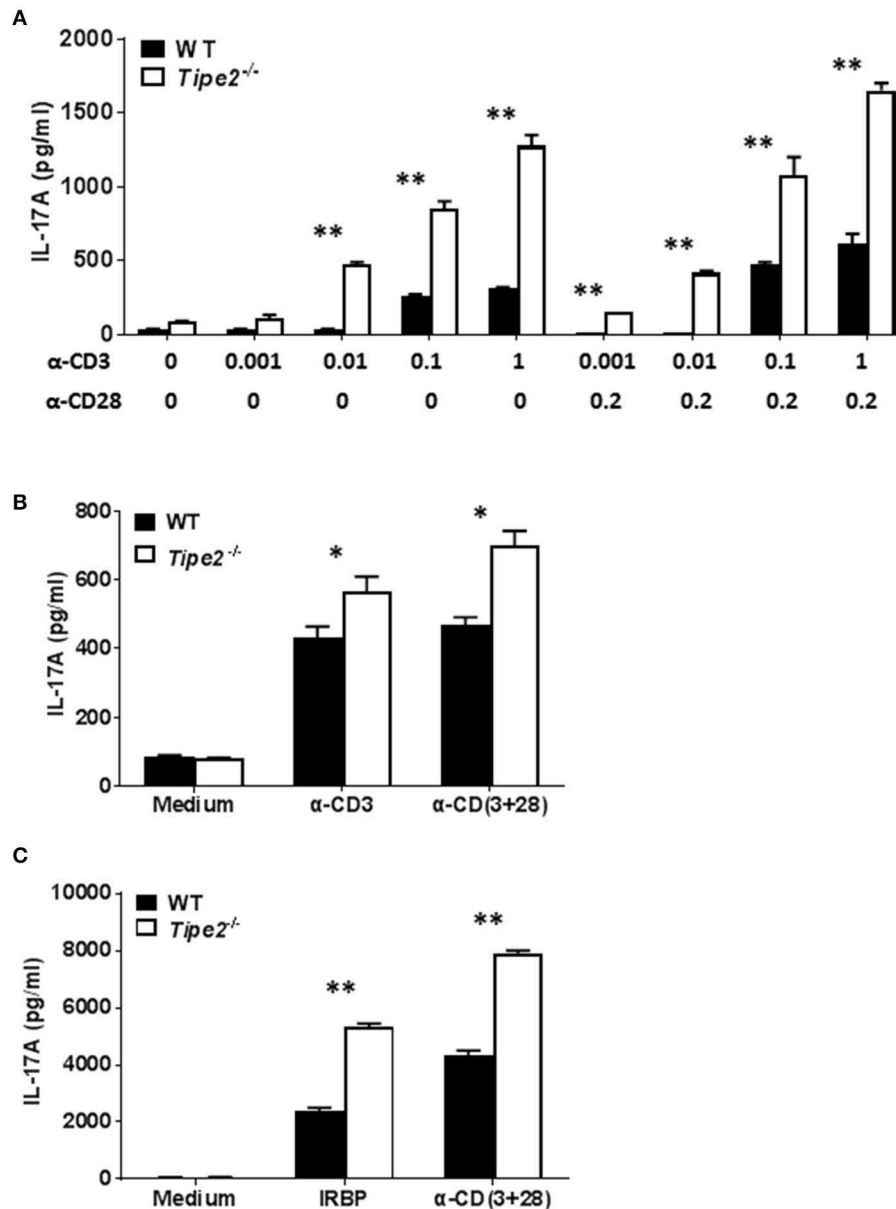 A
2000
WT
Tipe2-/-
1500
1000
500
0
IL-17A (pg/ml)
** ** ** ** ** ** **
α-CD3 0 0.001 0.01 0.1 1 0.001 0.01 0.1 1
α-CD28 0 0 0 0 0 0.2 0.2 0.2 0.2
B
800
WT
Tipe2-/-
600
400
200
0
IL-17A (pg/ml)
* *
Medium α-CD3 α-CD(3+28)
C
10000
WT
Tipe2-/-
8000
6000
4000
2000
0
IL-17A (pg/ml)
** **
Medium IRBP α-CD(3+28)